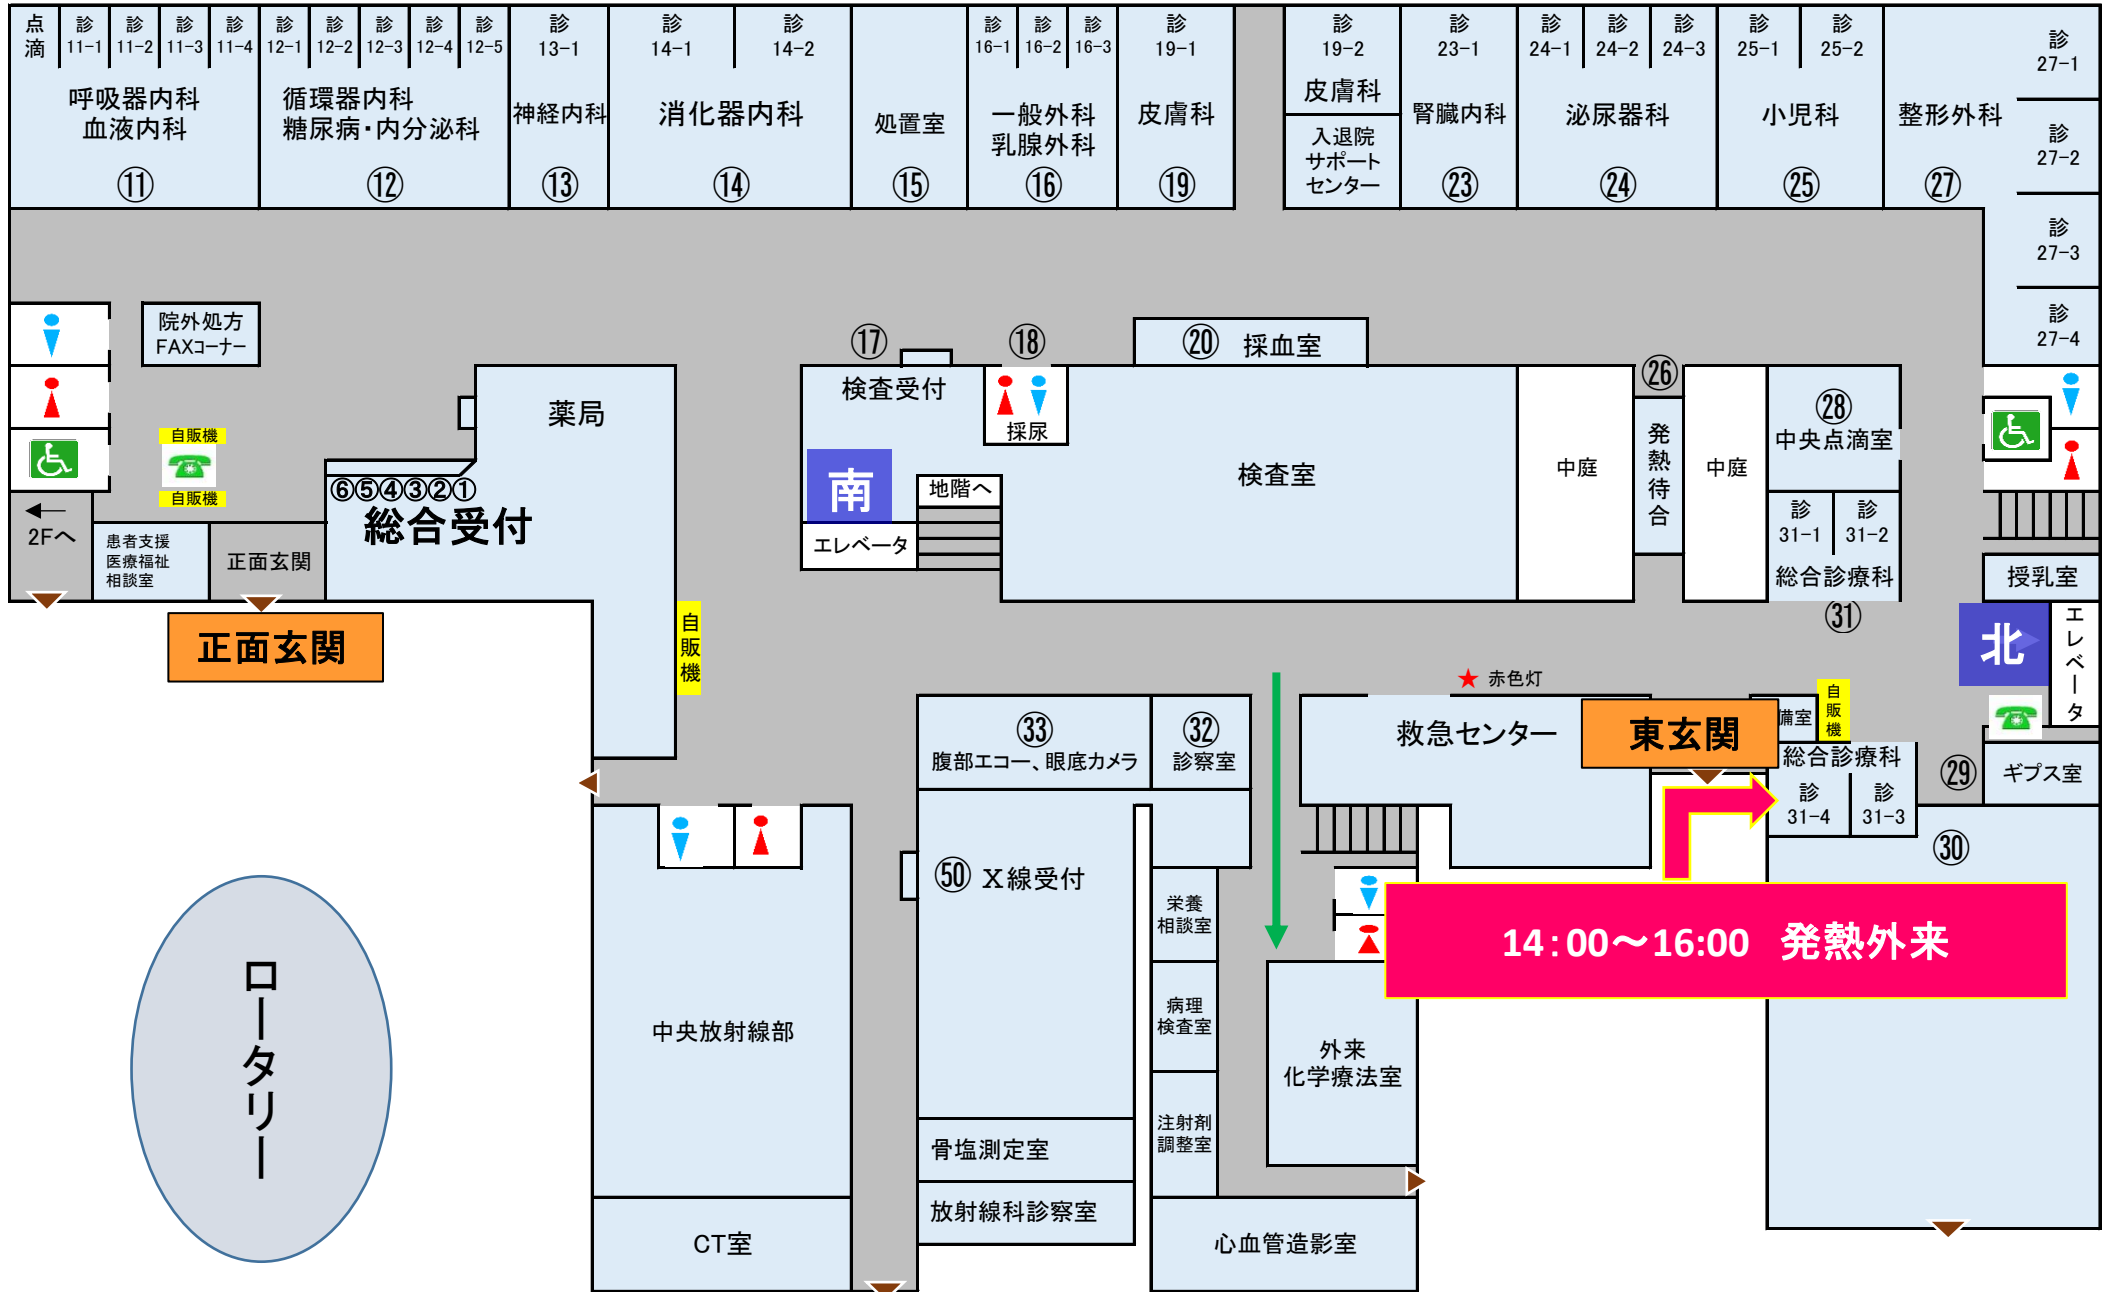 点滴
診 11-1
診 11-2
診 11-3
診 11-4
診 12-1
診 12-2
診 12-3
診 12-4
診 12-5
診 13-1
診 14-1
診 14-2
診 16-1
診 16-2
診 16-3
診 19-1
診 19-2
診 23-1
診 24-1
診 24-2
診 24-3
診 25-1
診 25-2
診 27-1
診 27-2
診 27-3
診 27-4
呼吸器内科
血液内科
⑪
循環器内科
糖尿病・内分泌科
⑫
神経内科
⑬
消化器内科
⑭
処置室
⑮
一般外科
乳腺外科
⑯
皮膚科
⑲
皮膚科
入退院
サポート
センター
腎臓内科
㉓
泌尿器科
㉔
小児科
㉕
整形外科
㉗
院外処方
FAXコーナー
自販機
自販機
2Fへ
患者支援
医療福祉
相談室
正面玄関
正面玄関
薬局
⑥⑤④③②①
総合受付
自販機
⑰
検査受付
⑱
採尿
南
地階へ
エレベータ
⑳ 採血室
検査室
中庭
㉖
発熱待合
中庭
㉘
中央点滴室
診 31-1
診 31-2
総合診療科
㉛
授乳室
北
エレベータ
★ 赤色灯
救急センター
東玄関
備室
自販機
総合診療科
診 31-4
診 31-3
㉙
ギプス室
㉚
14:00～16:00 発熱外来
㉝
腹部エコー、眼底カメラ
㉜
診察室
㊿ X線受付
栄養
相談室
病理
検査室
注射剤
調整室
外来
化学療法室
中央放射線部
骨塩測定室
放射線科診察室
CT室
心血管造影室
ロータリー